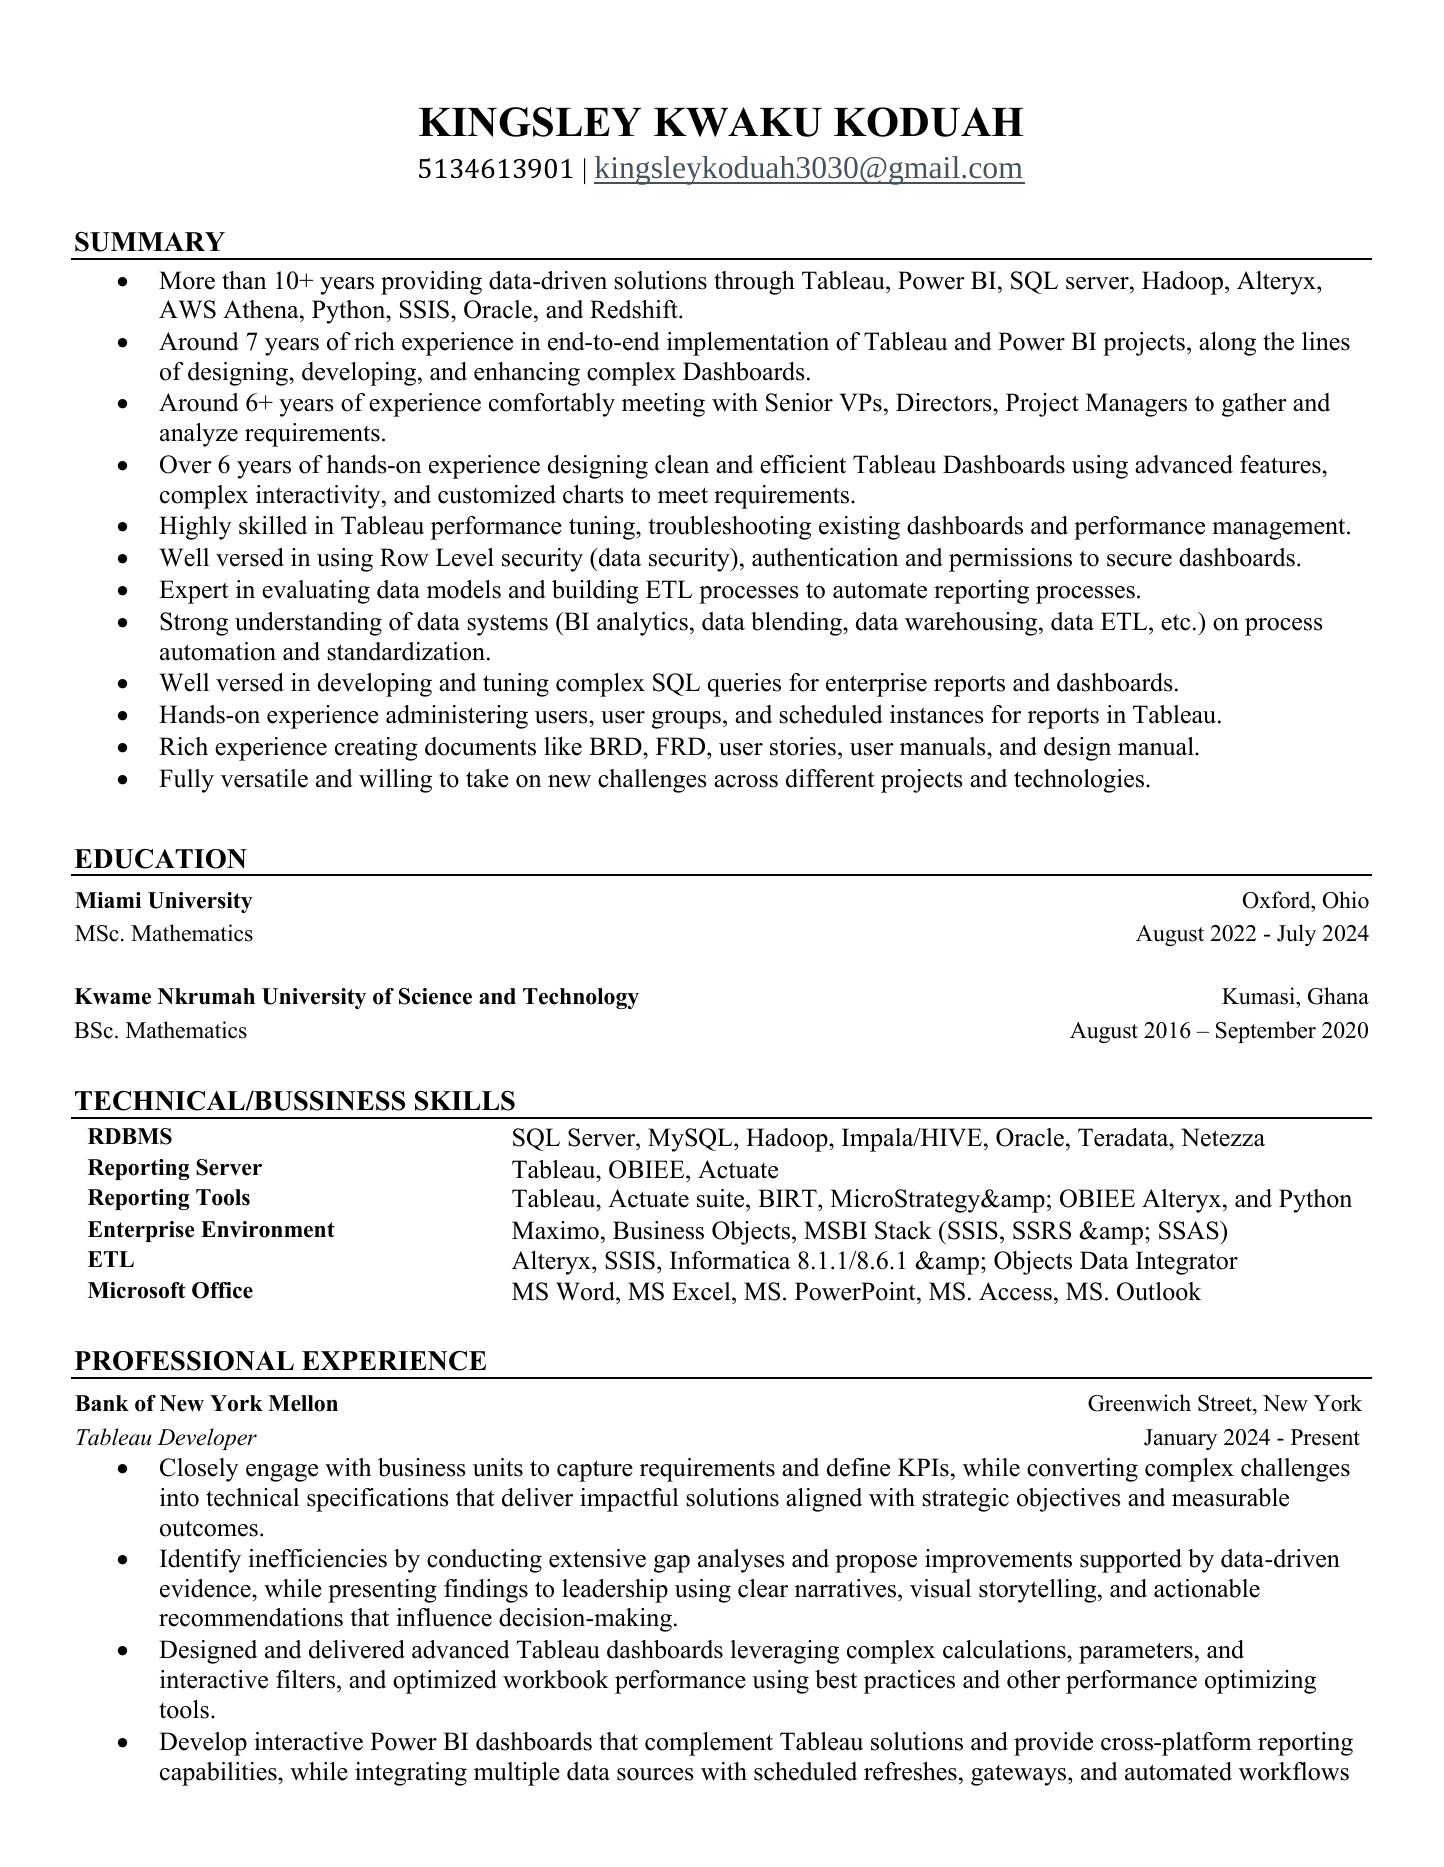 KINGSLEY KWAKU KODUAH
5134613901 | kingsleykoduah3030@gmail.com
SUMMARY
• More than 10+ years providing data-driven solutions through Tableau, Power BI, SQL server, Hadoop, Alteryx,
AWS Athena, Python, SSIS, Oracle, and Redshift.
• Around 7 years of rich experience in end-to-end implementation of Tableau and Power BI projects, along the lines
of designing, developing, and enhancing complex Dashboards.
• Around 6+ years of experience comfortably meeting with Senior VPs, Directors, Project Managers to gather and
analyze requirements.
• Over 6 years of hands-on experience designing clean and efficient Tableau Dashboards using advanced features,
complex interactivity, and customized charts to meet requirements.
• Highly skilled in Tableau performance tuning, troubleshooting existing dashboards and performance management.
• Well versed in using Row Level security (data security), authentication and permissions to secure dashboards.
• Expert in evaluating data models and building ETL processes to automate reporting processes.
• Strong understanding of data systems (BI analytics, data blending, data warehousing, data ETL, etc.) on process
automation and standardization.
• Well versed in developing and tuning complex SQL queries for enterprise reports and dashboards.
• Hands-on experience administering users, user groups, and scheduled instances for reports in Tableau.
• Rich experience creating documents like BRD, FRD, user stories, user manuals, and design manual.
• Fully versatile and willing to take on new challenges across different projects and technologies.
EDUCATION
Miami University Oxford, Ohio
MSc. Mathematics August 2022 - July 2024
Kwame Nkrumah University of Science and Technology Kumasi, Ghana
BSc. Mathematics August 2016 – September 2020
TECHNICAL/BUSSINESS SKILLS
RDBMS SQL Server, MySQL, Hadoop, Impala/HIVE, Oracle, Teradata, Netezza
Reporting Server Tableau, OBIEE, Actuate
Reporting Tools Tableau, Actuate suite, BIRT, MicroStrategy&amp; OBIEE Alteryx, and Python
Enterprise Environment Maximo, Business Objects, MSBI Stack (SSIS, SSRS &amp; SSAS)
ETL Alteryx, SSIS, Informatica 8.1.1/8.6.1 &amp; Objects Data Integrator
Microsoft Office MS Word, MS Excel, MS. PowerPoint, MS. Access, MS. Outlook
PROFESSIONAL EXPERIENCE
Bank of New York Mellon Greenwich Street, New York
Tableau Developer January 2024 - Present
• Closely engage with business units to capture requirements and define KPIs, while converting complex challenges
into technical specifications that deliver impactful solutions aligned with strategic objectives and measurable
outcomes.
• Identify inefficiencies by conducting extensive gap analyses and propose improvements supported by data-driven
evidence, while presenting findings to leadership using clear narratives, visual storytelling, and actionable
recommendations that influence decision-making.
• Designed and delivered advanced Tableau dashboards leveraging complex calculations, parameters, and
interactive filters, and optimized workbook performance using best practices and other performance optimizing
tools.
• Develop interactive Power BI dashboards that complement Tableau solutions and provide cross-platform reporting
capabilities, while integrating multiple data sources with scheduled refreshes, gateways, and automated workflows